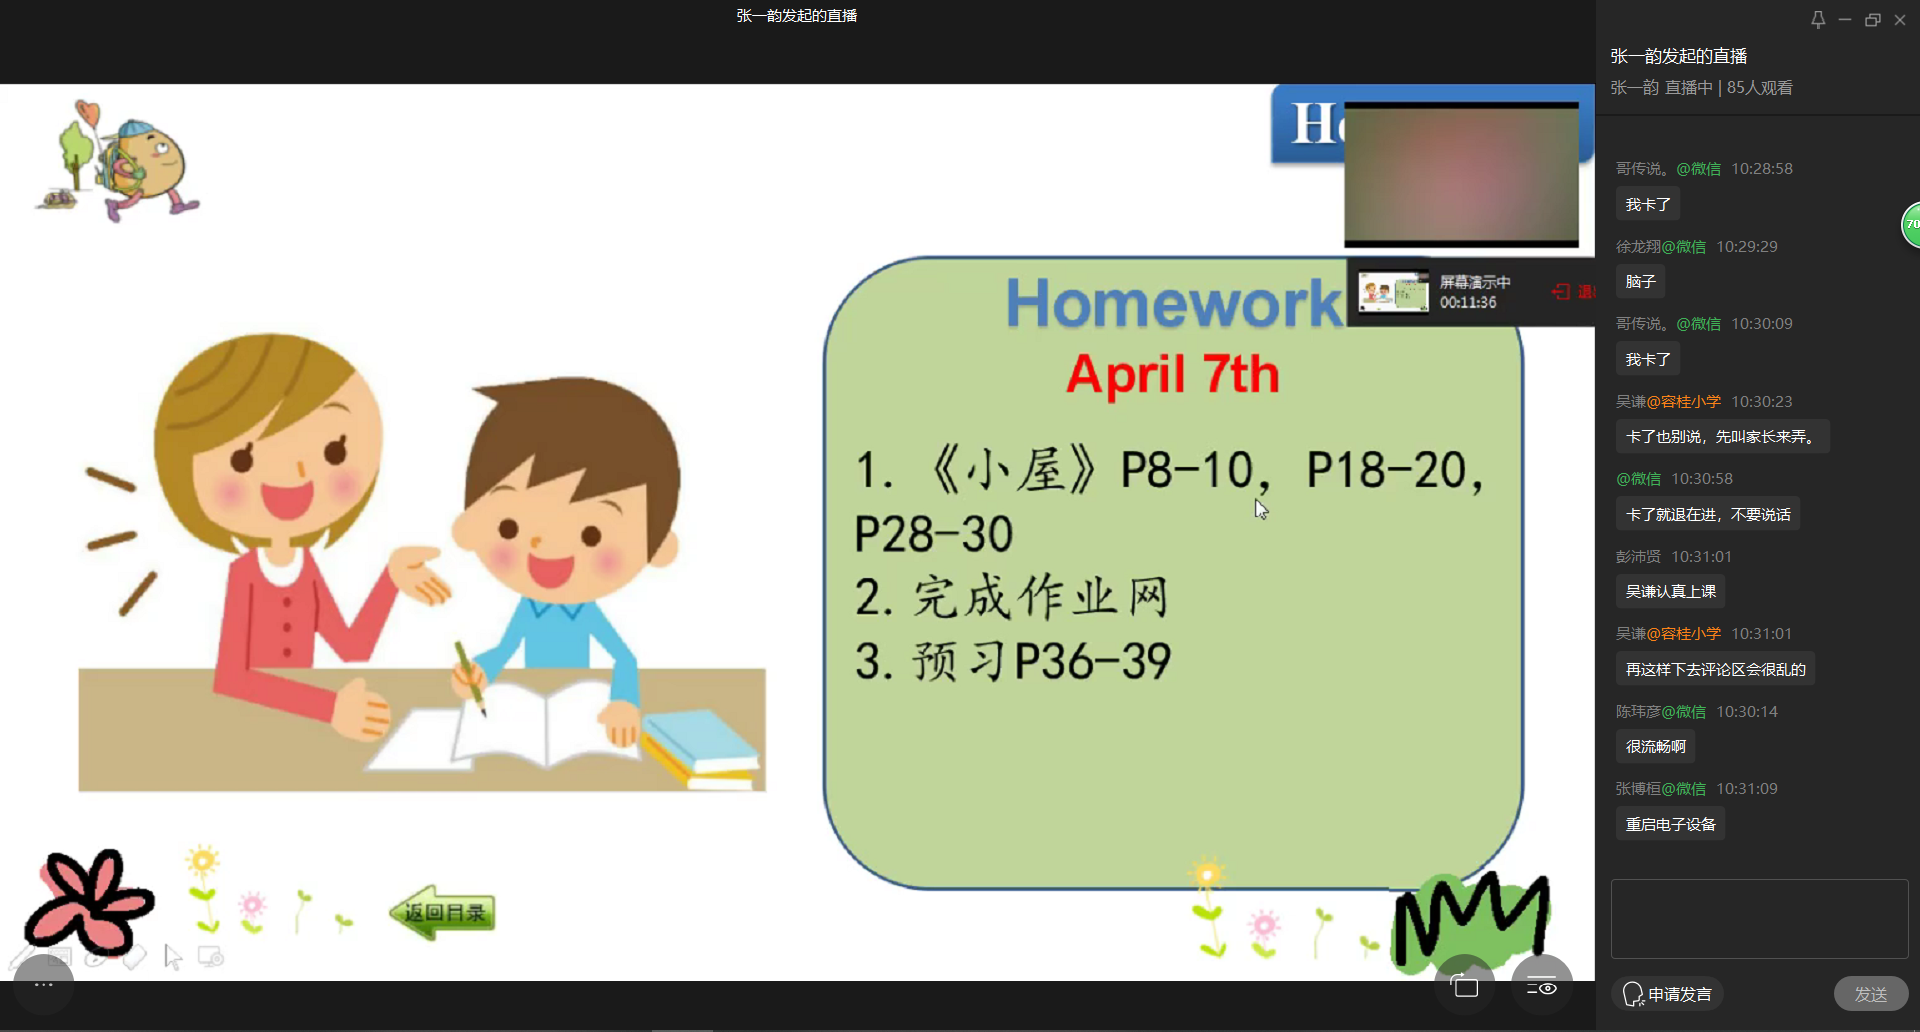 张一韵发起的直播
张一韵发起的直播
张一韵 直播中 | 85人观看
屏幕演示中
00:11:36
Homework
April 7th
1. 《小屋》P8-10，P18-20，
P28-30
2. 完成作业网
3. 预习P36-39
返回目录
哥传说。@微信 10:28:58
我卡了
徐龙翔@微信 10:29:29
脑子
哥传说。@微信 10:30:09
我卡了
吴谦@容桂小学 10:30:23
卡了也别说，先叫家长来弄。
@微信 10:30:58
卡了就退在进，不要说话
彭沛贤 10:31:01
吴谦认真上课
吴谦@容桂小学 10:31:01
再这样下去评论区会很乱的
陈玮彦@微信 10:30:14
很流畅啊
张博桓@微信 10:31:09
重启电子设备
70
申请发言
发送